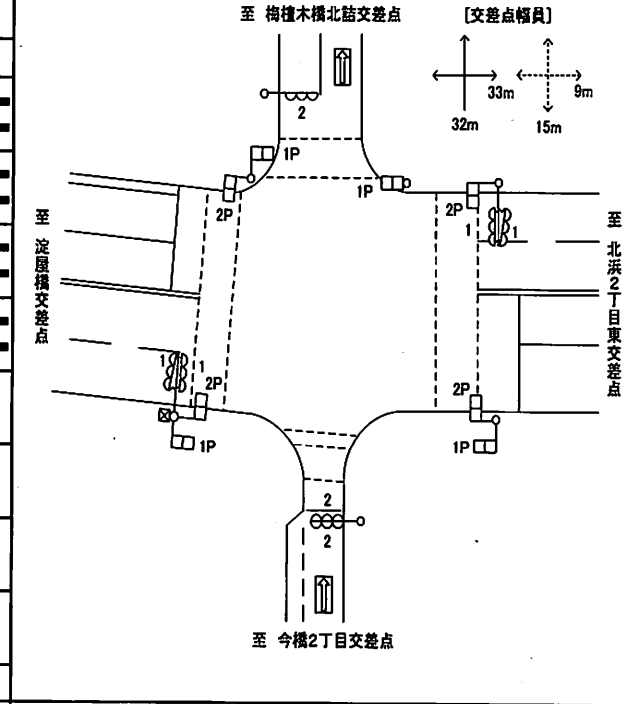 至 栴檀木橋北詰交差点
[交差点幅員]
33m
9m
32m
15m
2
1P
1P
2P
2P
1
1
至 淀屋橋交差点
至 北浜2丁目東交差点
1
1
2P
2P
1P
1P
2
2
至 今橋2丁目交差点